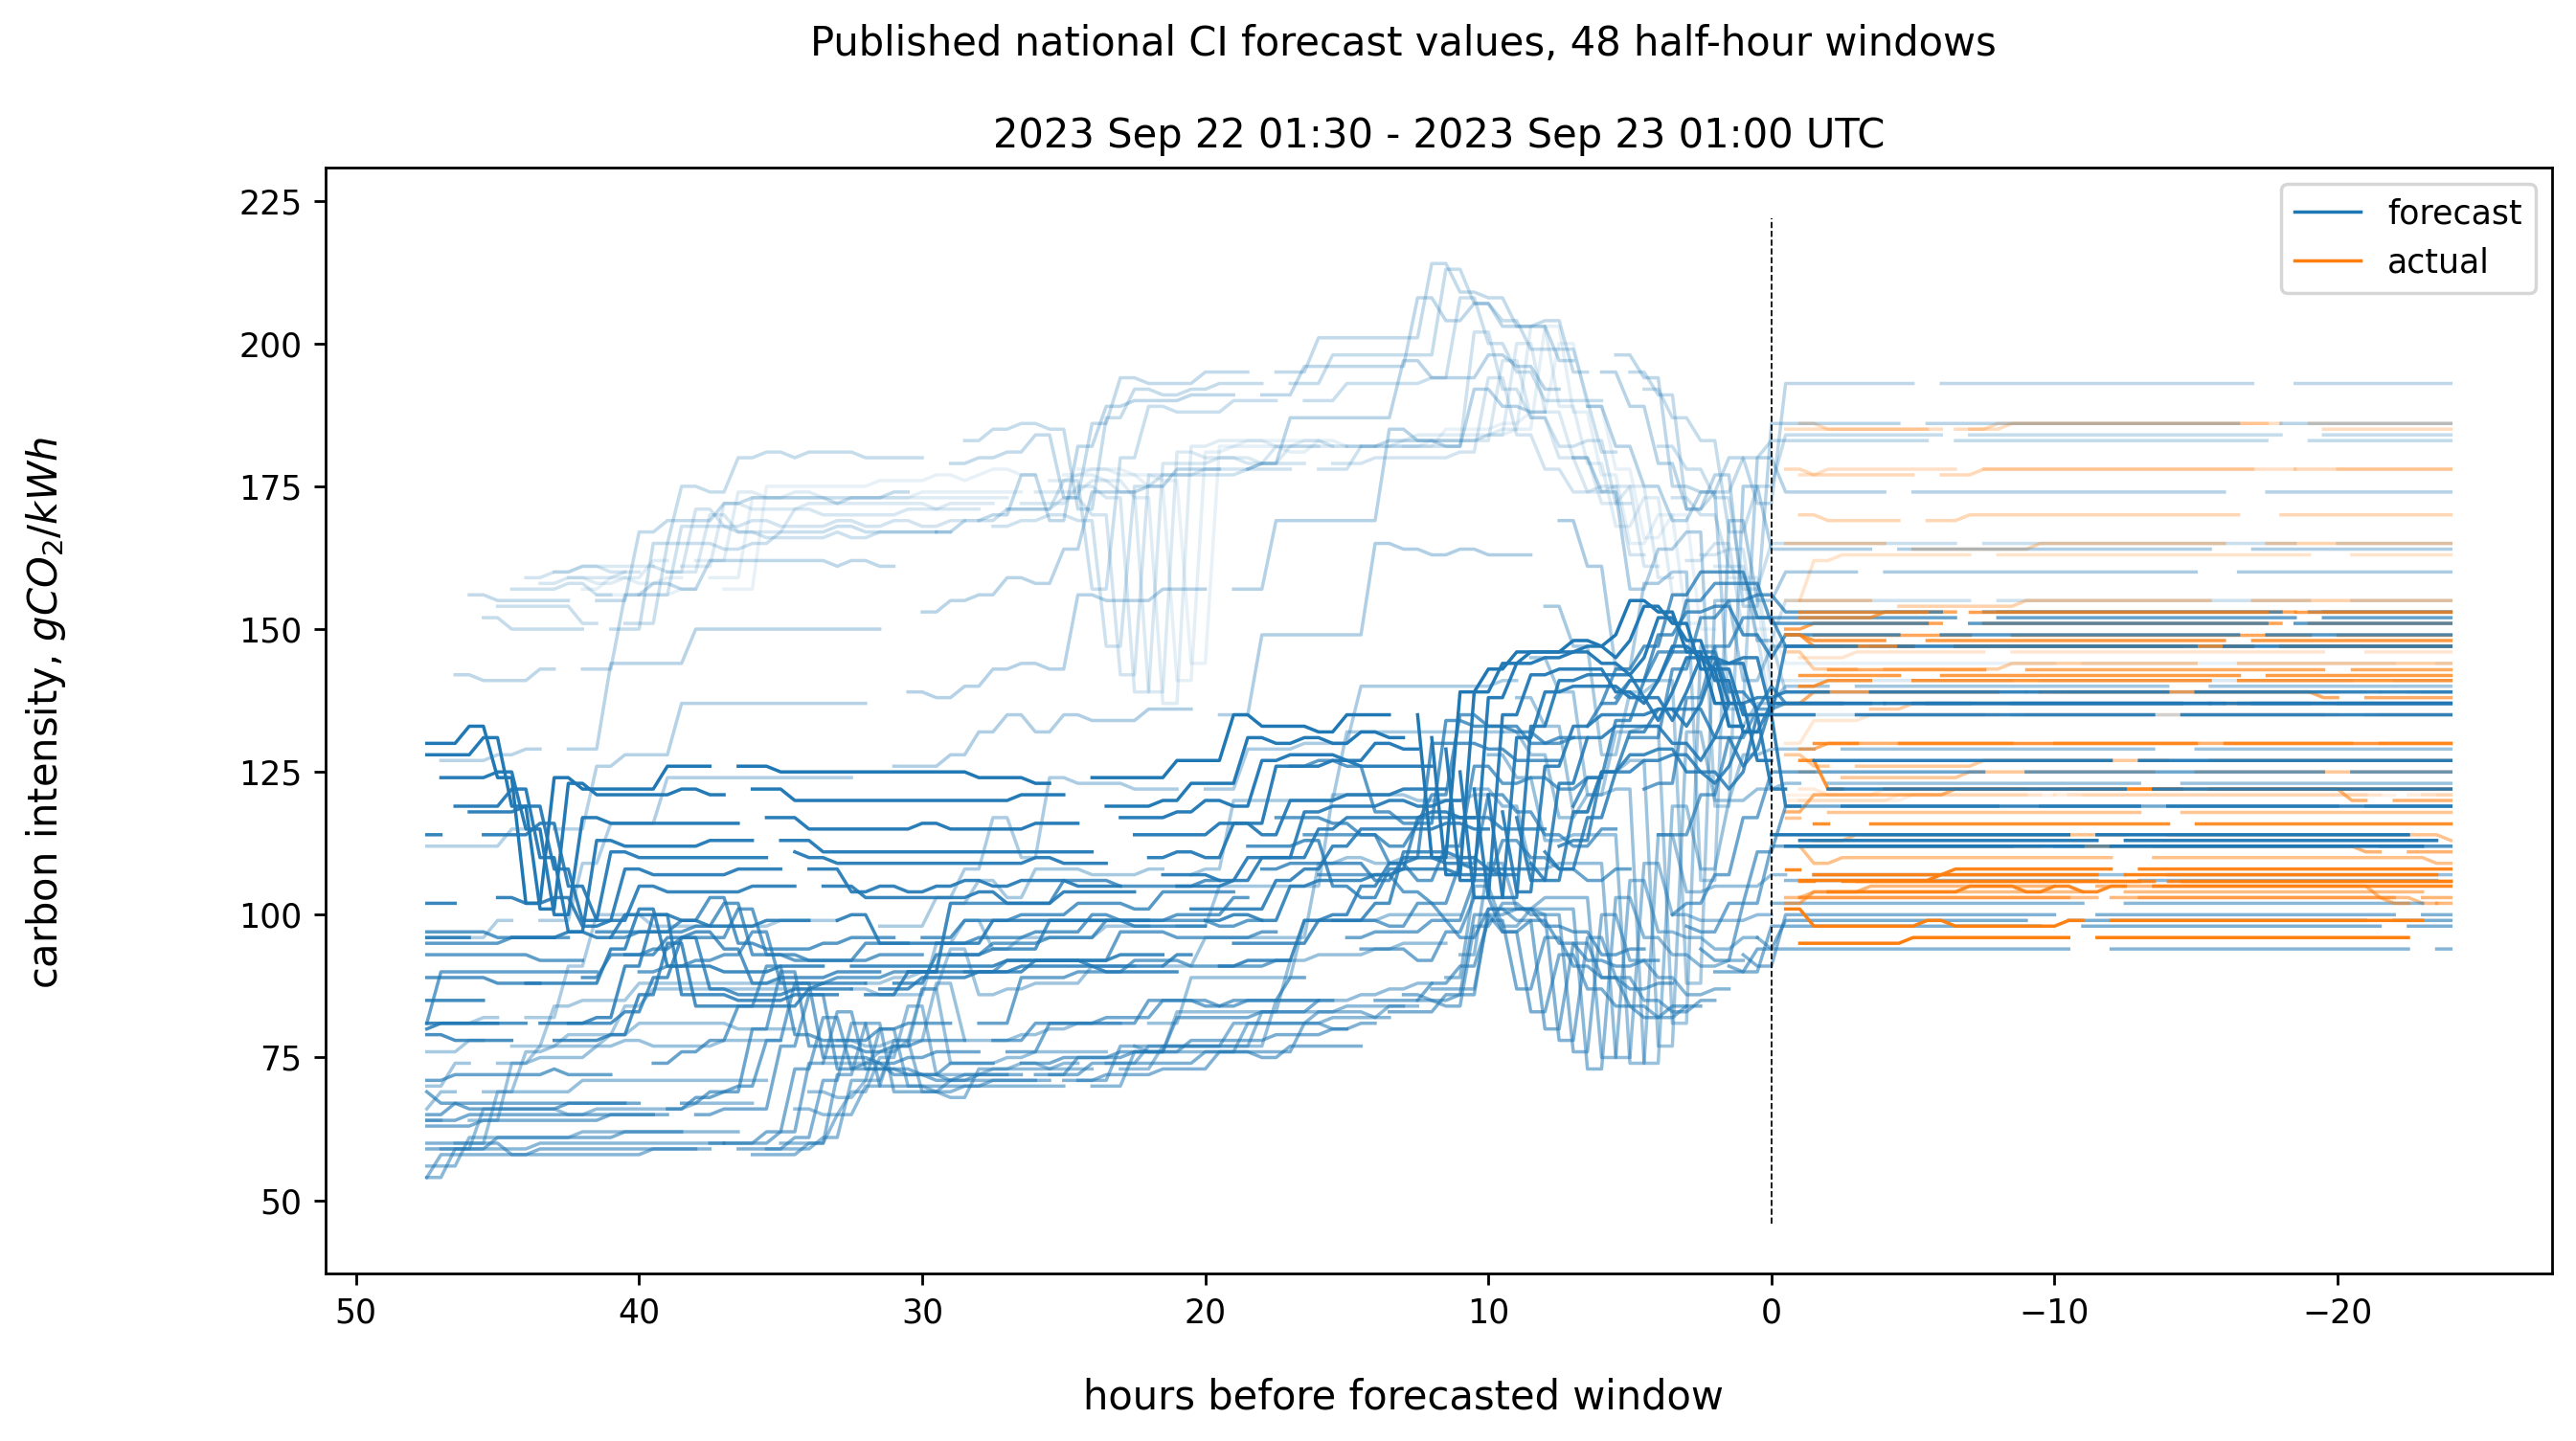 Published national CI forecast values, 48 half-hour windows
2023 Sep 22 01:30 - 2023 Sep 23 01:00 UTC
forecast
actual
carbon intensity, gCO₂/kWh
225
200
175
150
125
100
75
50
50 40 30 20 10 0 −10 −20
hours before forecasted window